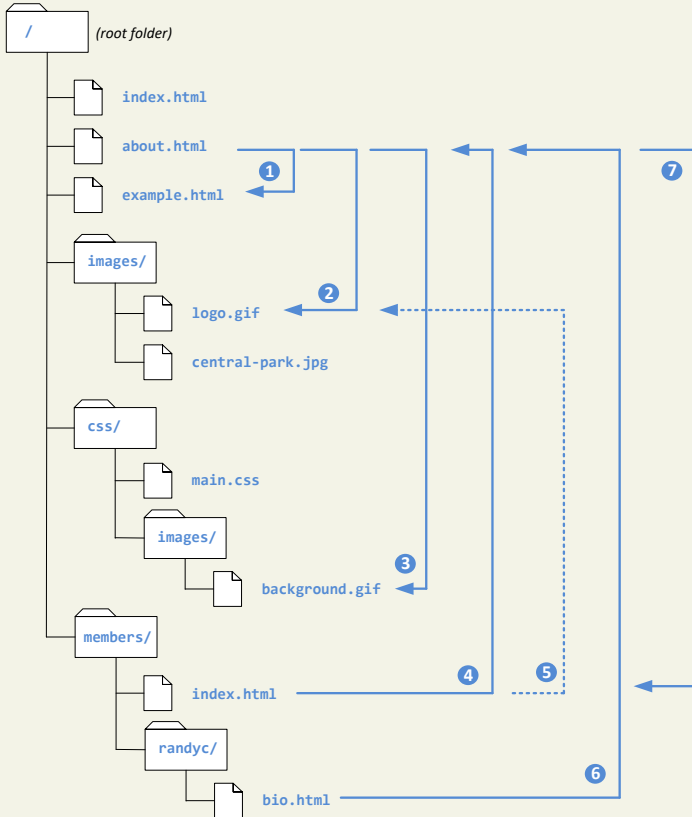 / (root folder)
index.html
about.html
1
7
example.html
images/
2
logo.gif
central-park.jpg
css/
main.css
images/
3
background.gif
members/
4
5
index.html
randyc/
6
bio.html